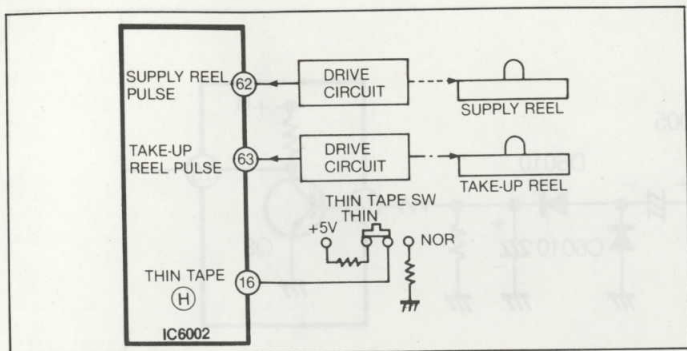 SUPPLY REEL
PULSE
62
DRIVE
CIRCUIT
SUPPLY REEL
TAKE-UP
REEL PULSE
63
DRIVE
CIRCUIT
TAKE-UP REEL
THIN TAPE SW
THIN
+5V
NOR
THIN TAPE
H
16
IC6002